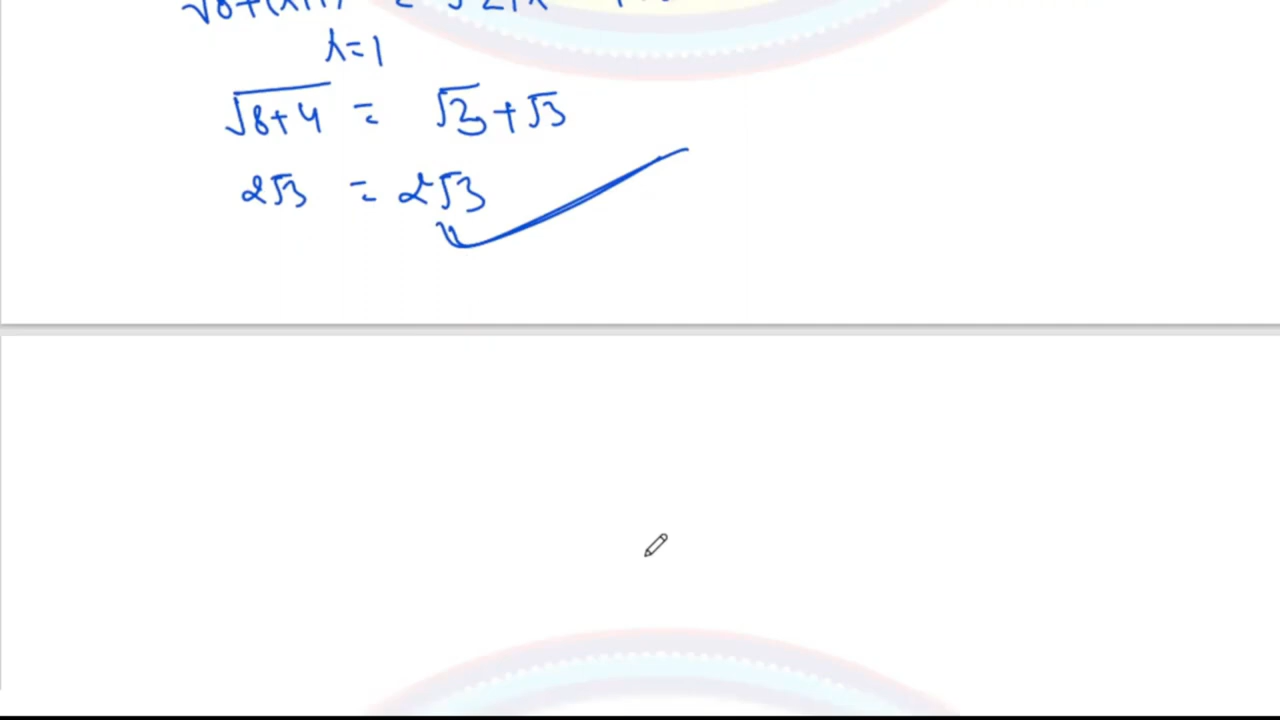 λ=1
√8+4 = √3+√3
2√3 = 2√3